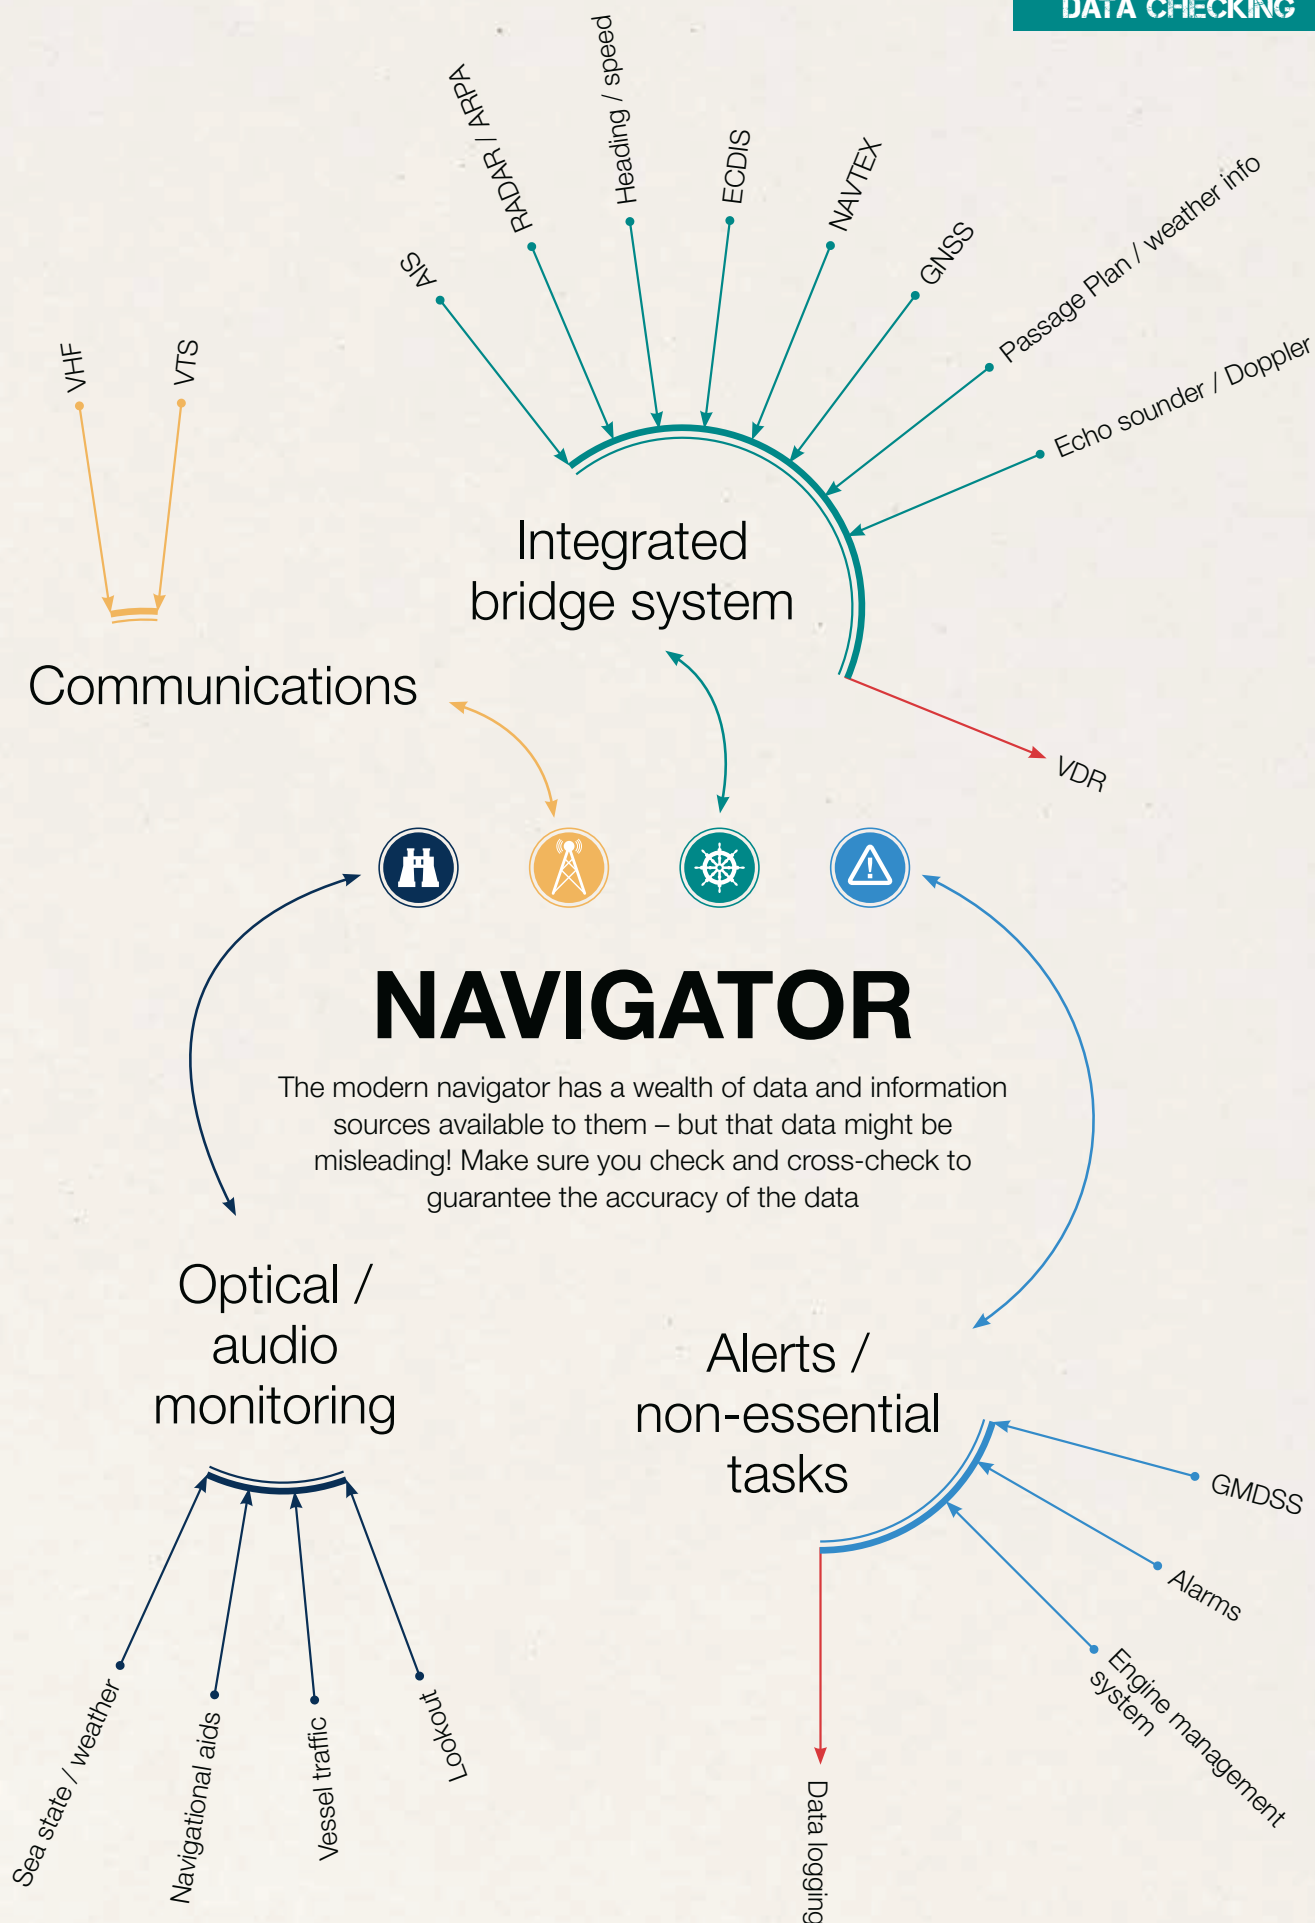 DATA CHECKING
AIS
RADAR / ARPA
Heading / speed
ECDIS
NAVTEX
GNSS
Passage Plan / weather info
Echo sounder / Doppler
VHF
VTS
Integrated
bridge system
Communications
VDR
NAVIGATOR
The modern navigator has a wealth of data and information
sources available to them – but that data might be
misleading! Make sure you check and cross-check to
guarantee the accuracy of the data
Optical /
audio
monitoring
Alerts /
non-essential
tasks
GMDSS
Alarms
Engine management
system
Data logging
Sea state / weather
Navigational aids
Vessel traffic
Lookout